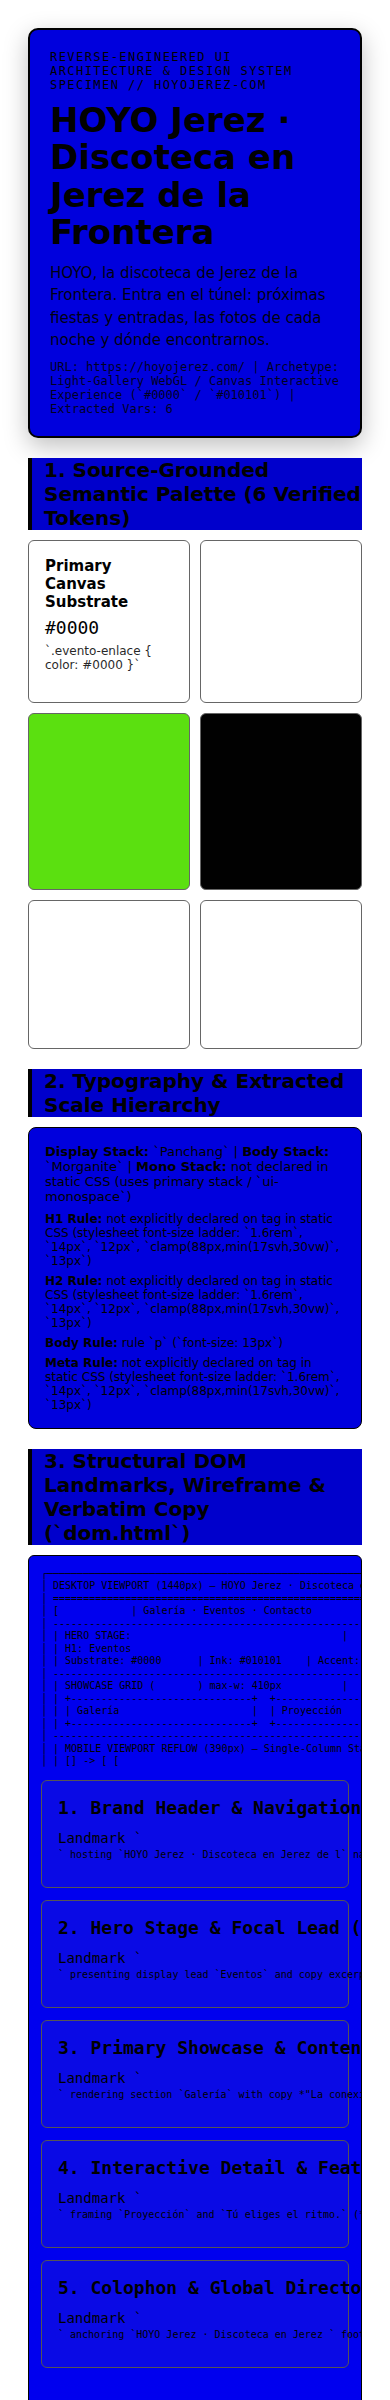 REVERSE-ENGINEERED UI
ARCHITECTURE & DESIGN SYSTEM
SPECIMEN // HOYOJEREZ-COM
HOYO Jerez ·
Discoteca en
Jerez de la
Frontera
HOYO, la discoteca de Jerez de la
Frontera. Entra en el túnel: próximas
fiestas y entradas, las fotos de cada
noche y dónde encontrarnos.
URL: https://hoyojerez.com/ | Archetype:
Light-Gallery WebGL / Canvas Interactive
Experience (`#0000` / `#010101`) |
Extracted Vars: 6
1. Source-Grounded
Semantic Palette (6 Verified
Tokens)
Primary
Canvas
Substrate
#0000
`.evento-enlace {
color: #0000 }`
2. Typography & Extracted
Scale Hierarchy
Display Stack: `Panchang` | Body Stack:
`Morganite` | Mono Stack: not declared in
static CSS (uses primary stack / `ui-
monospace`)
H1 Rule: not explicitly declared on tag in static
CSS (stylesheet font-size ladder: `1.6rem`,
`14px`, `12px`, `clamp(88px,min(17svh,30vw)`,
`13px`)
H2 Rule: not explicitly declared on tag in static
CSS (stylesheet font-size ladder: `1.6rem`,
`14px`, `12px`, `clamp(88px,min(17svh,30vw)`,
`13px`)
Body Rule: rule `p` (`font-size: 13px`)
Meta Rule: not explicitly declared on tag in
static CSS (stylesheet font-size ladder: `1.6rem`,
`14px`, `12px`, `clamp(88px,min(17svh,30vw)`,
`13px`)
3. Structural DOM
Landmarks, Wireframe &
Verbatim Copy
(`dom.html`)
DESKTOP VIEWPORT (1440px) — HOYO Jerez · Discoteca
| Galería · Eventos · Contacto
HERO STAGE: |
h1: Eventos
Substrate: #0000 | Ink: #010101 | Accent:
SHOWCASE GRID ( ) max-w: 410px |
| Galería | | Proyección
MOBILE VIEWPORT REFLOW (390px) — Single Column
[] -> [ [
1. Brand Header & Navigation
Landmark `
` hosting `HOYO Jerez · Discoteca en Jerez de l`
2. Hero Stage & Focal Lead (
Landmark `
` presenting display lead `Eventos` and copy
3. Primary Showcase & Conten
Landmark `
` rendering section `Galería` with copy *"La
4. Interactive Detail & Feat
Landmark `
` framing `Proyección` and `Tú eliges el ritmo.` (
5. Colophon & Global Directo
Landmark `
` anchoring `HOYO Jerez · Discoteca en Jerez `